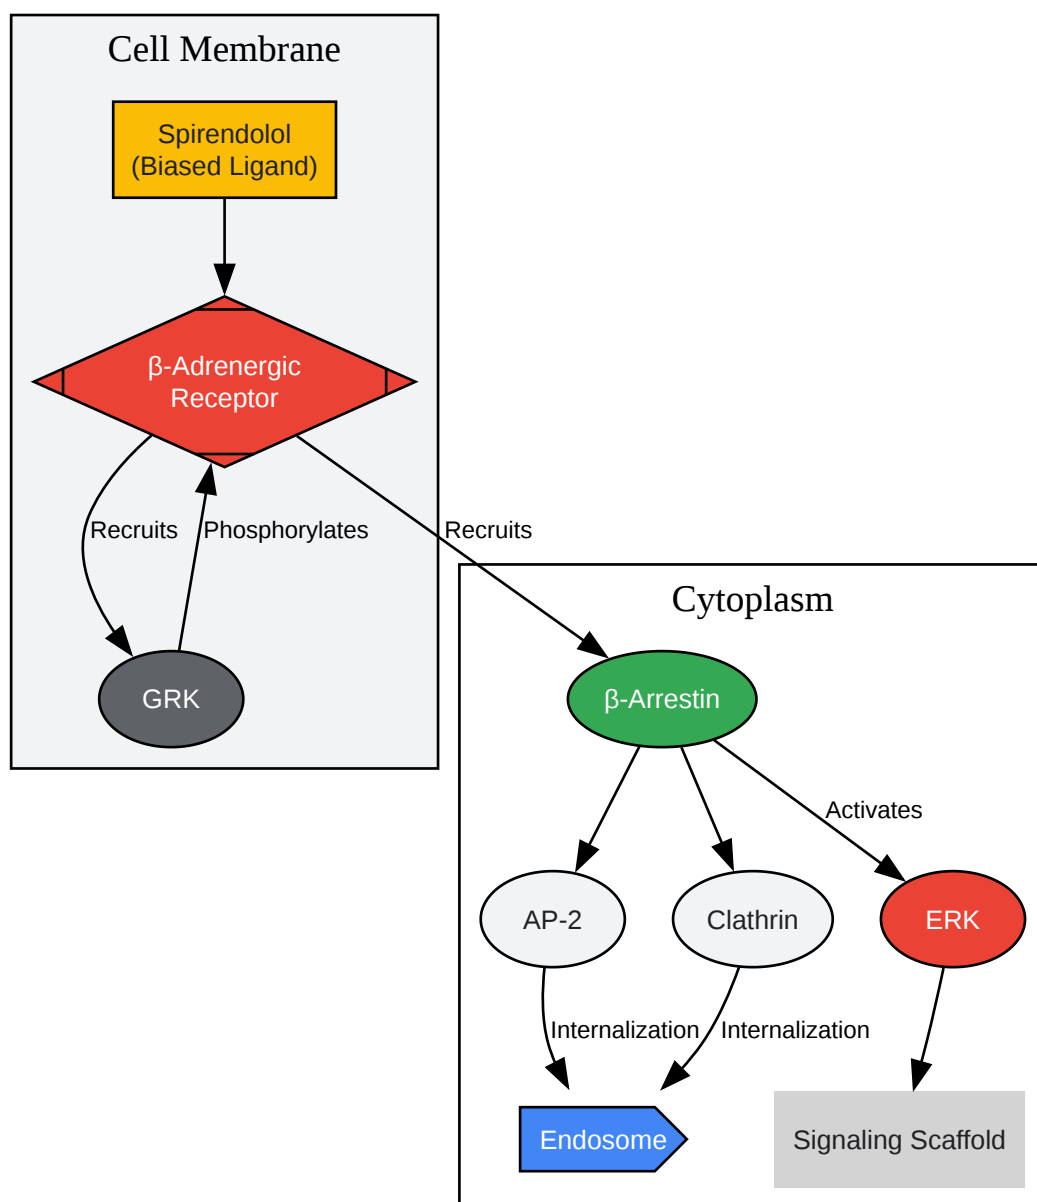 Cell Membrane
Spirendolol
(Biased Ligand)
β-Adrenergic
Receptor
Recruits
Phosphorylates
Recruits
GRK
Cytoplasm
β-Arrestin
Activates
AP-2
Clathrin
ERK
Internalization
Internalization
Endosome
Signaling Scaffold